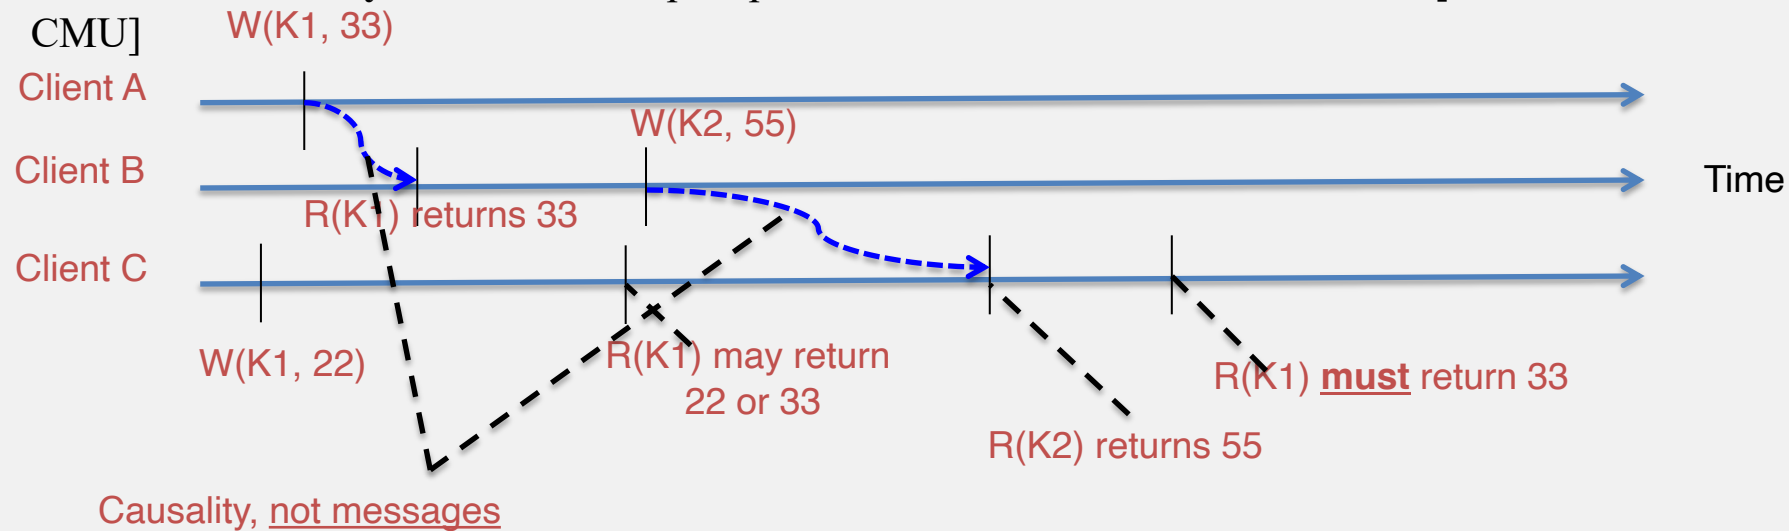 CMU]
W(K1, 33)
Client A
W(K2, 55)
Client B
Time
R(K1) returns 33
Client C
W(K1, 22)
R(K1) may return
22 or 33
R(K1) must return 33
R(K2) returns 55
Causality, not messages